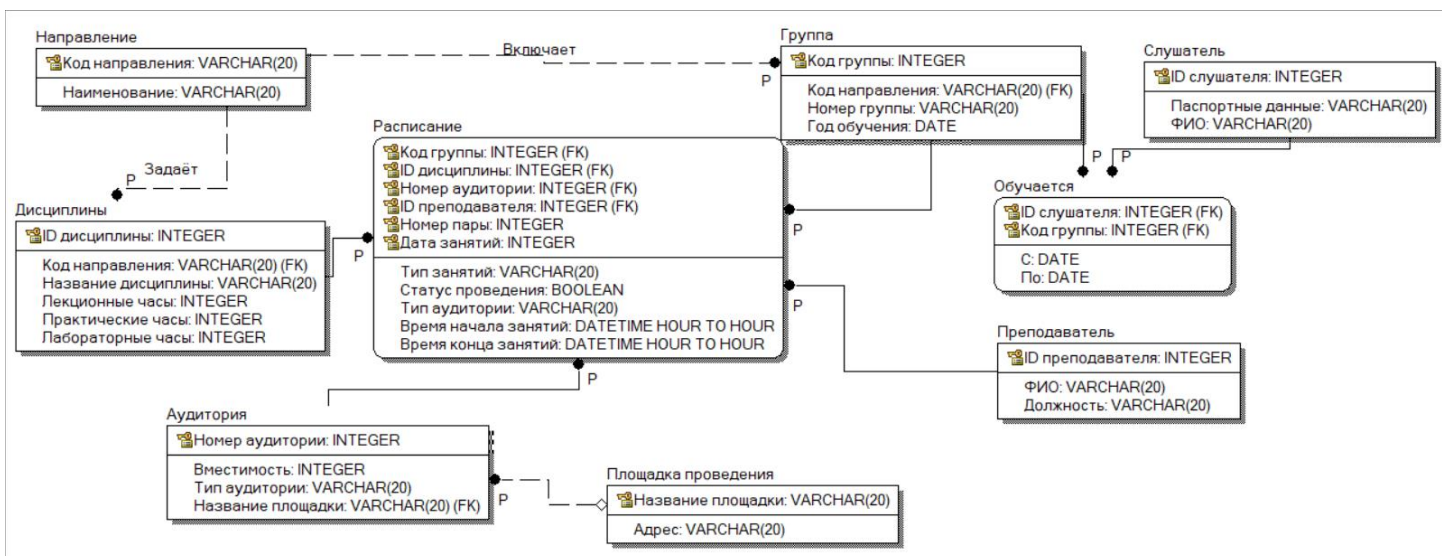 Направление
Код направления: VARCHAR(20)
Наименование: VARCHAR(20)
Включает
P
Группа
Код группы: INTEGER
Код направления: VARCHAR(20) (FK)
Номер группы: VARCHAR(20)
Год обучения: DATE
Слушатель
ID слушателя: INTEGER
Паспортные данные: VARCHAR(20)
ФИО: VARCHAR(20)
P
P
Задаёт
P
Расписание
Код группы: INTEGER (FK)
ID дисциплины: INTEGER (FK)
Номер аудитории: INTEGER (FK)
ID преподавателя: INTEGER (FK)
Номер пары: INTEGER
Дата занятий: INTEGER
Тип занятий: VARCHAR(20)
Статус проведения: BOOLEAN
Тип аудитории: VARCHAR(20)
Время начала занятий: DATETIME HOUR TO HOUR
Время конца занятий: DATETIME HOUR TO HOUR
P
P
P
P
Обучается
ID слушателя: INTEGER (FK)
Код группы: INTEGER (FK)
С: DATE
По: DATE
Дисциплины
ID дисциплины: INTEGER
Код направления: VARCHAR(20) (FK)
Название дисциплины: VARCHAR(20)
Лекционные часы: INTEGER
Практические часы: INTEGER
Лабораторные часы: INTEGER
Преподаватель
ID преподавателя: INTEGER
ФИО: VARCHAR(20)
Должность: VARCHAR(20)
Аудитория
Номер аудитории: INTEGER
Вместимость: INTEGER
Тип аудитории: VARCHAR(20)
Название площадки: VARCHAR(20) (FK)
P
Площадка проведения
Название площадки: VARCHAR(20)
Адрес: VARCHAR(20)